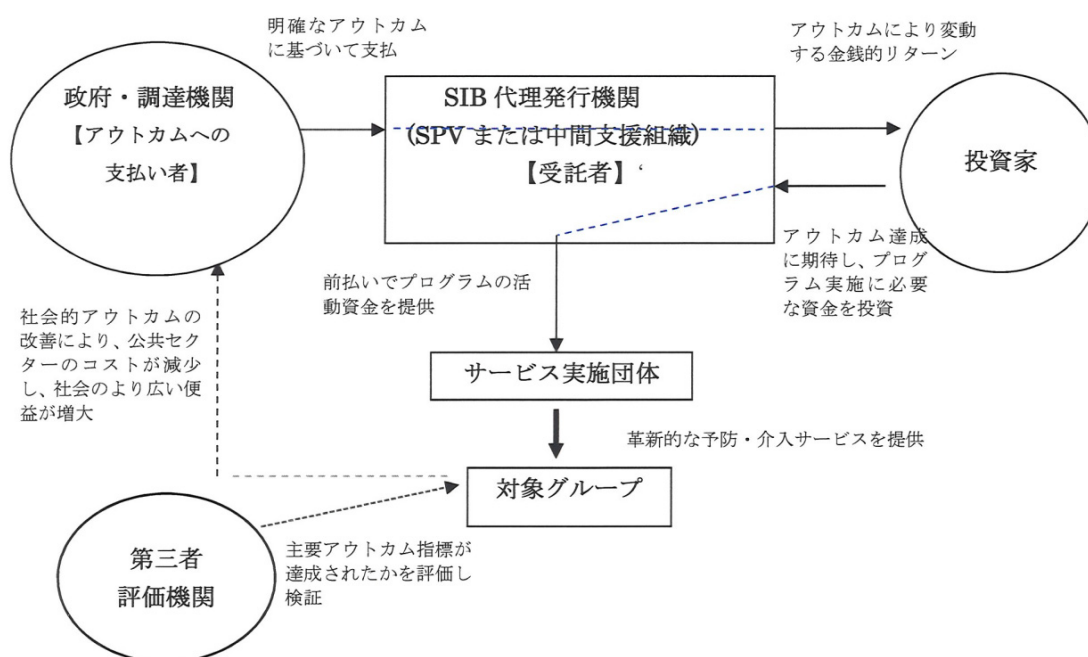 明確なアウトカム
に基づいて支払
アウトカムにより変動
する金銭的リターン
政府・調達機関
【アウトカムへの
支払い者】
SIB 代理発行機関
(SPV または中間支援組織)
【受託者】
投資家
アウトカム達成
に期待し、プログ
ラム実施に必要
な資金を投資
前払いでプログラムの活
動資金を提供
社会的アウトカムの
改善により、公共セク
ターのコストが減少
し、社会のより広い便
益が増大
サービス実施団体
革新的な予防・介入サービスを提供
対象グループ
第三者
評価機関
主要アウトカム指標が
達成されたかを評価し
検証